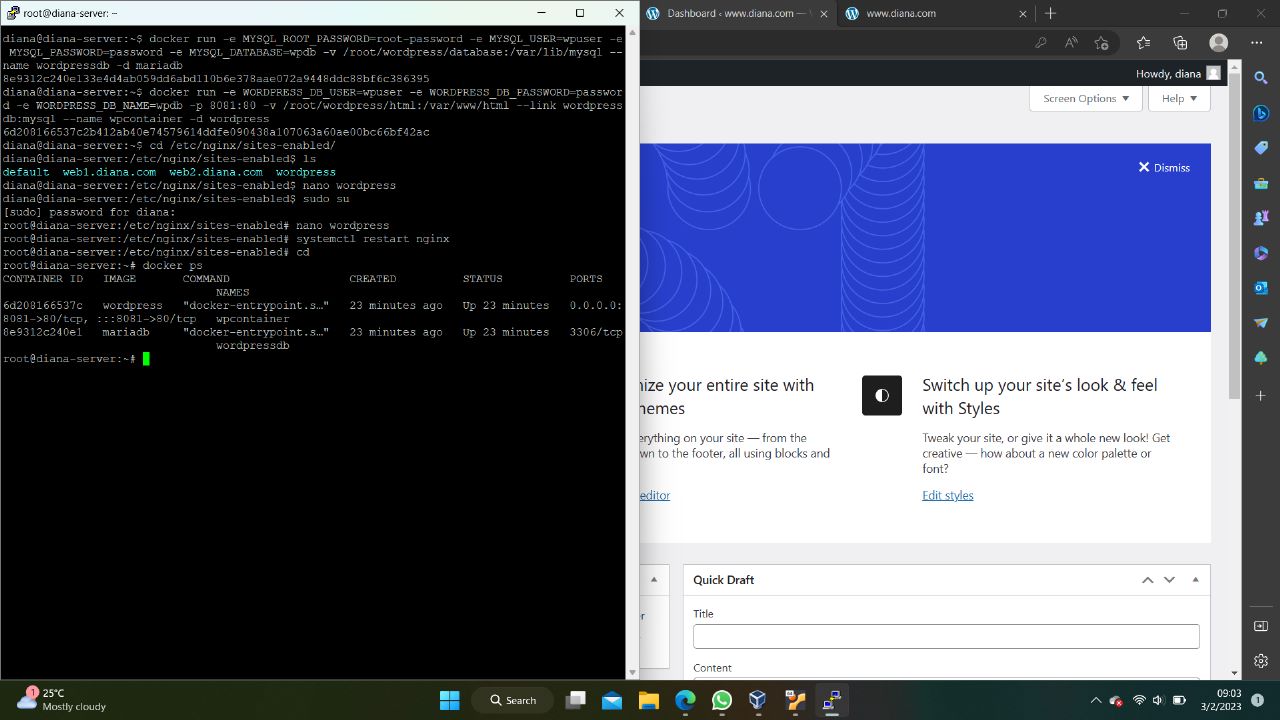 root@diana-server: ~
diana@diana-server:~$ docker run -e MYSQL_ROOT_PASSWORD=root-password -e MYSQL_USER=wpuser -e
MYSQL_PASSWORD=password -e MYSQL_DATABASE=wpdb -v /root/wordpress/database:/var/lib/mysql --
name wordpressdb -d mariadb
8e9312c240e133e4d4ab059dd6abd110b6e378aae072a9448ddc88bf6c386395
diana@diana-server:~$ docker run -e WORDPRESS_DB_USER=wpuser -e WORDPRESS_DB_PASSWORD=passwor
d -e WORDPRESS_DB_NAME=wpdb -p 8081:80 -v /root/wordpress/html:/var/www/html --link wordpress
db:mysql --name wpcontainer -d wordpress
6d208166537c2b412ab40e74579614ddfe090438a107063a60ae00bc66bf42ac
diana@diana-server:~$ cd /etc/nginx/sites-enabled/
diana@diana-server:/etc/nginx/sites-enabled$ ls
default  web1.diana.com  web2.diana.com  wordpress
diana@diana-server:/etc/nginx/sites-enabled$ nano wordpress
diana@diana-server:/etc/nginx/sites-enabled$ sudo su
[sudo] password for diana:
root@diana-server:/etc/nginx/sites-enabled# nano wordpress
root@diana-server:/etc/nginx/sites-enabled# systemctl restart nginx
root@diana-server:/etc/nginx/sites-enabled# cd
root@diana-server:~# docker ps
CONTAINER ID   IMAGE       COMMAND                  CREATED          STATUS          PORTS
NAMES
6d208166537c   wordpress   "docker-entrypoint.s…"   23 minutes ago   Up 23 minutes   0.0.0.0:
8081->80/tcp, :::8081->80/tcp   wpcontainer
8e9312c240e1   mariadb     "docker-entrypoint.s…"   23 minutes ago   Up 23 minutes   3306/tcp
wordpressdb
root@diana-server:~#
Dashboard ‹ www.diana.com —
www.diana.com
Howdy, diana
Screen Options
Help
Dismiss
nize your entire site with
hemes
erything on your site — from the
wn to the footer, all using blocks and
editor
Switch up your site’s look & feel
with Styles
Tweak your site, or give it a whole new look! Get
creative — how about a new color palette or
font?
Edit styles
Quick Draft
Title
Content
1
25°C
Mostly cloudy
Search
09:03
3/2/2023
1